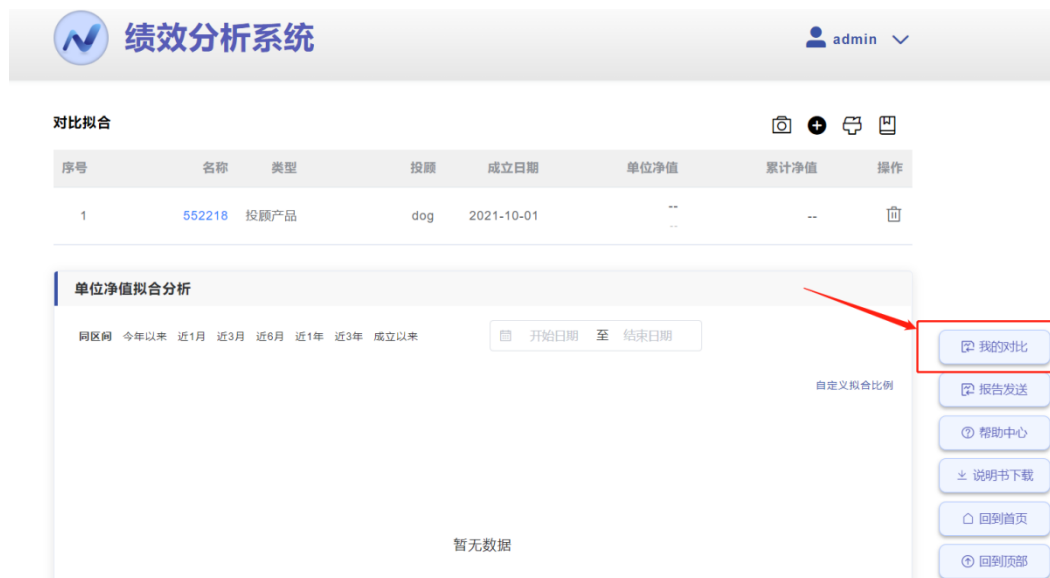 绩效分析系统
admin
对比拟合
序号 名称 类型 投顾 成立日期 单位净值 累计净值 操作
1 552218 投顾产品 dog 2021-10-01 -- --
--
单位净值拟合分析
同区间 今年以来 近1月 近3月 近6月 近1年 近3年 成立以来 开始日期 至 结束日期
我的对比
自定义拟合比例
报告发送
帮助中心
说明书下载
回到首页
暂无数据
回到顶部